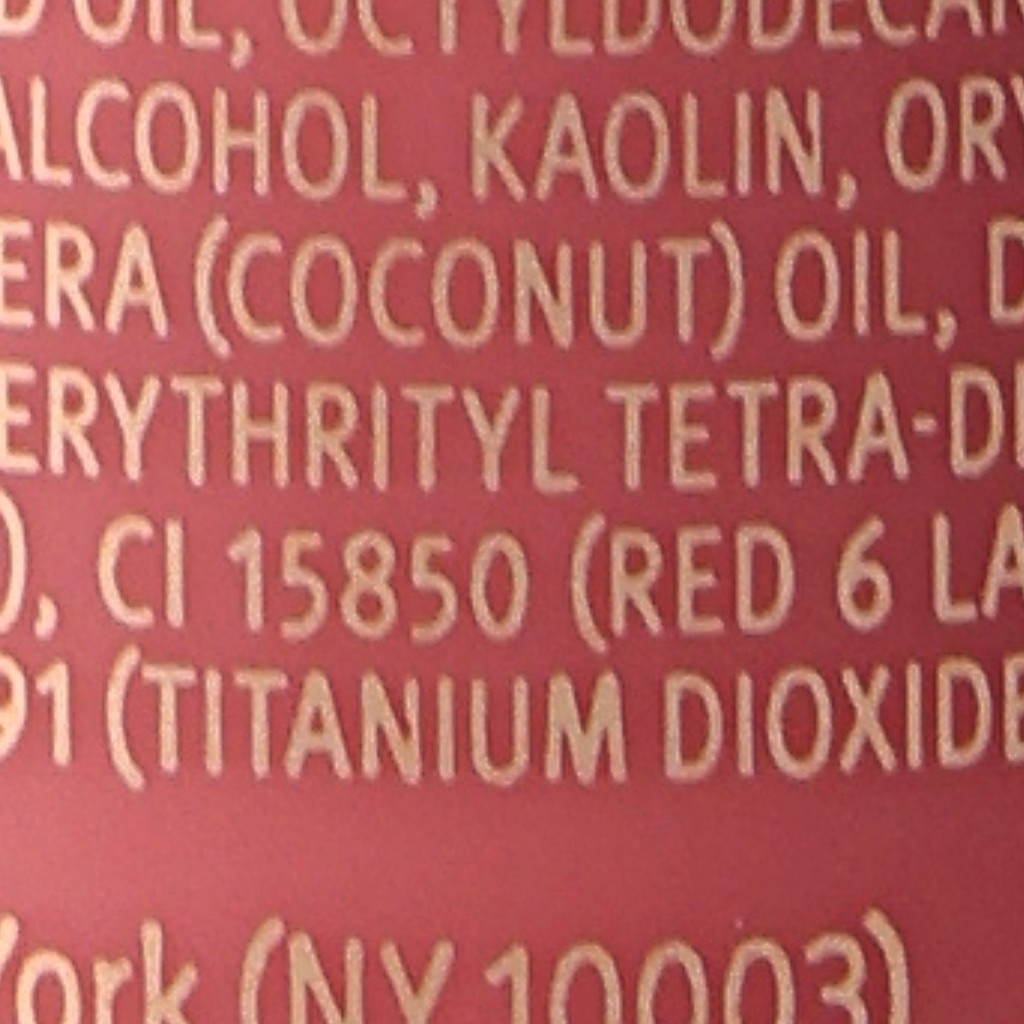 OIL, OCTYLDODECAN
ALCOHOL, KAOLIN, ORY
ERA (COCONUT) OIL, D
ERYTHRITYL TETRA-DI
), CI 15850 (RED 6 LA
91 (TITANIUM DIOXIDE
York (NY 10003)